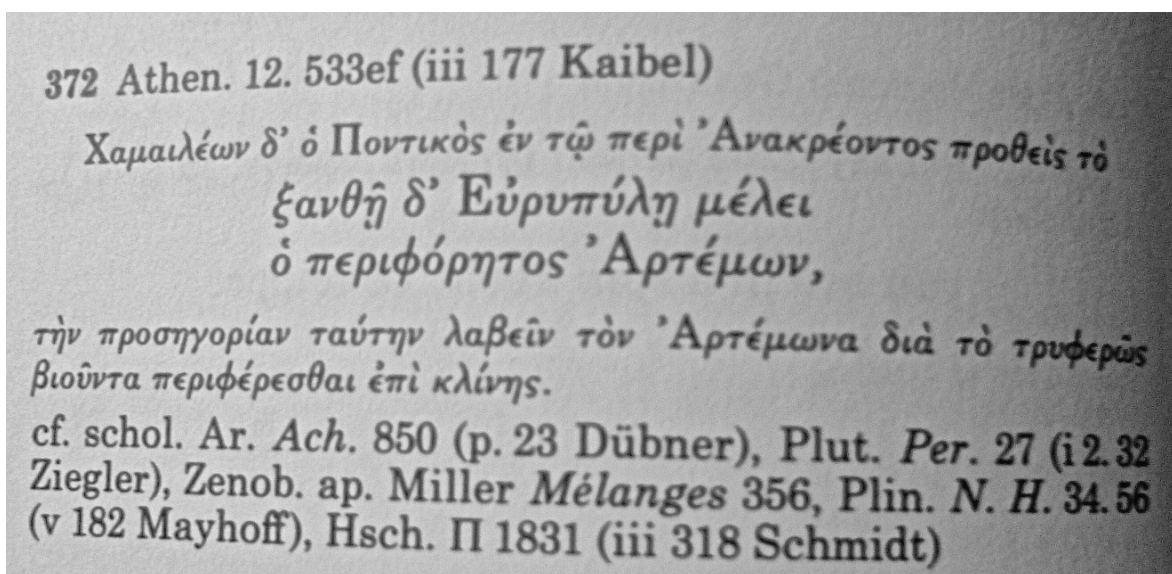 372 Athen. 12. 533ef (iii 177 Kaibel)
Χαμαιλέων δ’ ὁ Ποντικὸς ἐν τῷ περὶ Ἀνακρέοντος προθεὶς τὸ
ξανθῇ δ’ Εὐρυπύλῃ μέλει
ὁ περιφόρητος Ἀρτέμων,
τὴν προσηγορίαν ταύτην λαβεῖν τὸν Ἀρτέμωνα διὰ τὸ τρυφερῶς
βιοῦντα περιφέρεσθαι ἐπὶ κλίνης.
cf. schol. Ar. Ach. 850 (p. 23 Dübner), Plut. Per. 27 (i 2. 32
Ziegler), Zenob. ap. Miller Mélanges 356, Plin. N. H. 34. 56
(v 182 Mayhoff), Hsch. Π 1831 (iii 318 Schmidt)